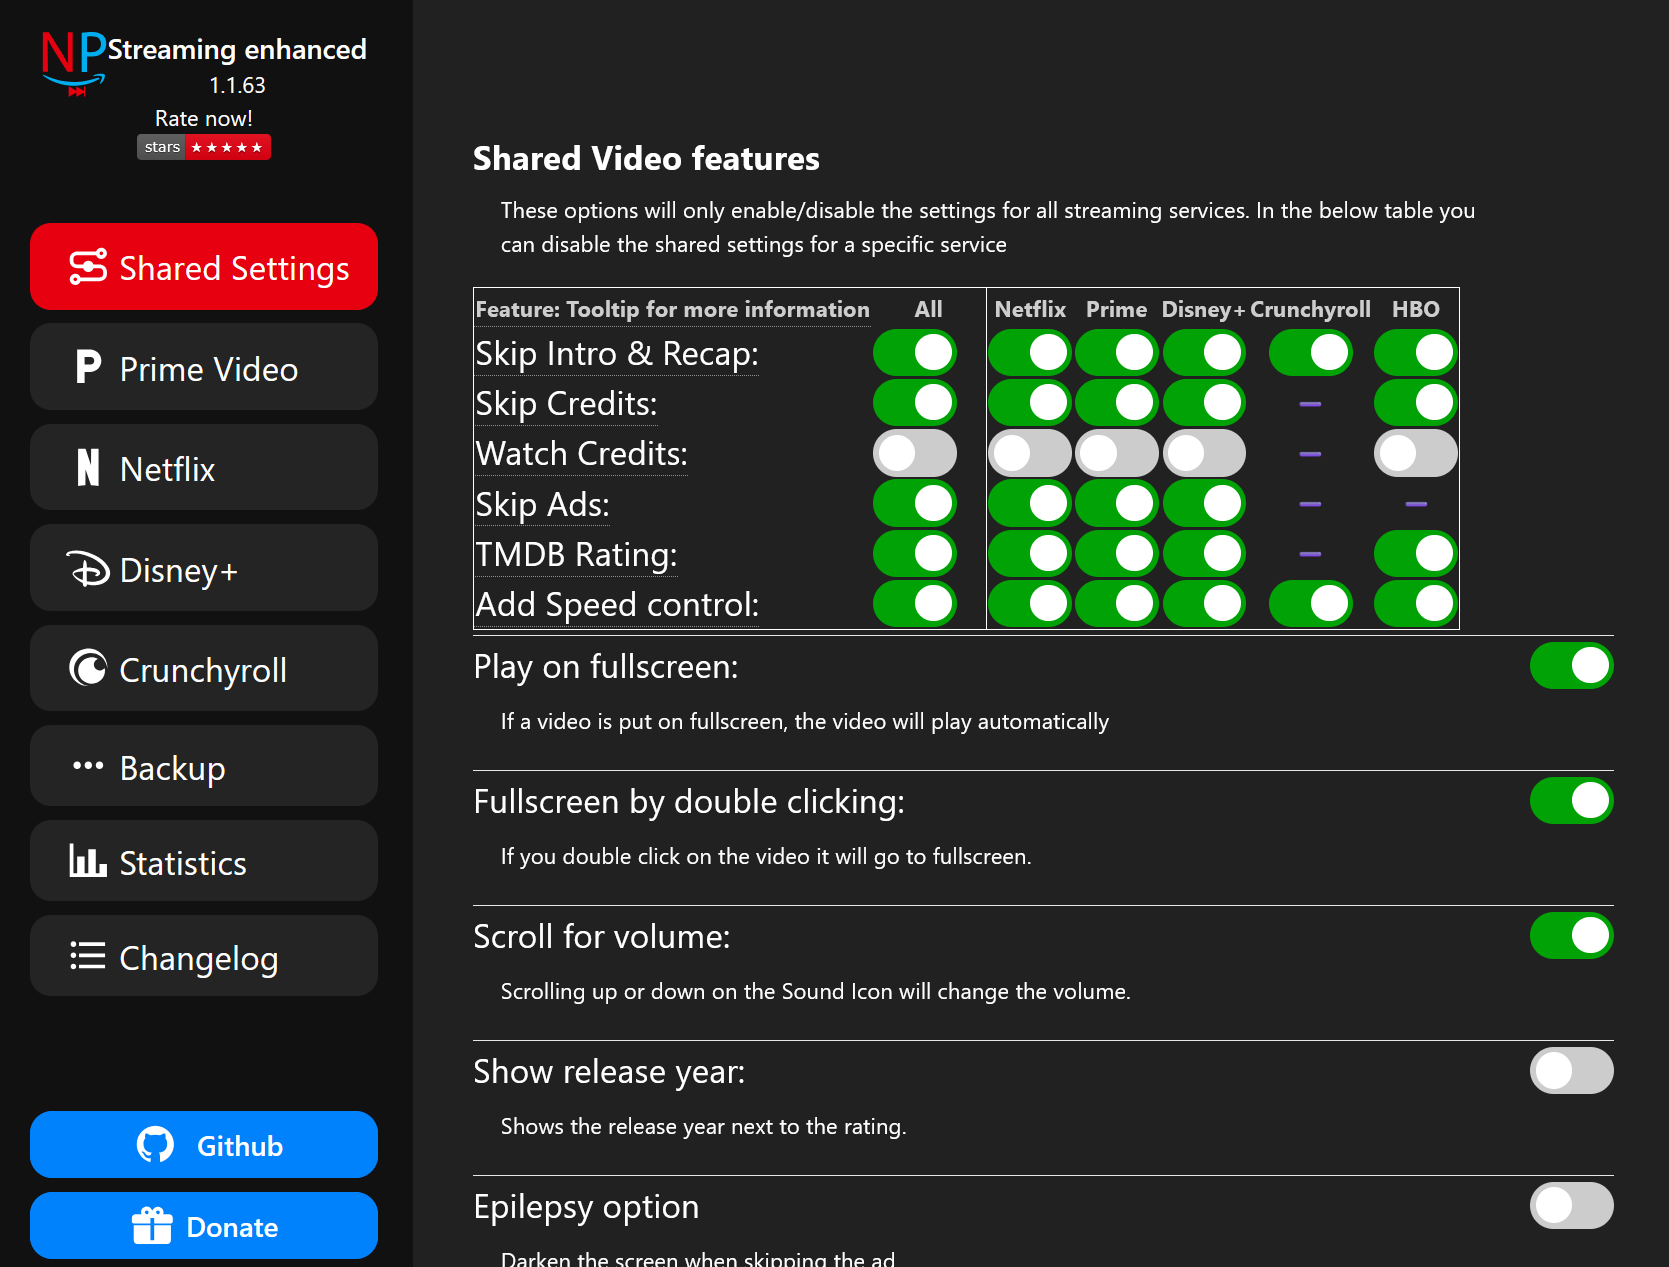 NP Streaming enhanced
1.1.63
Rate now!
stars ★★★★★
Shared Settings
Prime Video
Netflix
Disney+
Crunchyroll
Backup
Statistics
Changelog
Github
Donate
Shared Video features
These options will only enable/disable the settings for all streaming services. In the below table you
can disable the shared settings for a specific service
Feature: Tooltip for more information All Netflix Prime Disney+ Crunchyroll HBO
Skip Intro & Recap:
Skip Credits: – 
Watch Credits: –
Skip Ads: – –
TMDB Rating: –
Add Speed control:
Play on fullscreen:
If a video is put on fullscreen, the video will play automatically
Fullscreen by double clicking:
If you double click on the video it will go to fullscreen.
Scroll for volume:
Scrolling up or down on the Sound Icon will change the volume.
Show release year:
Shows the release year next to the rating.
Epilepsy option
Darken the screen when skipping the ad